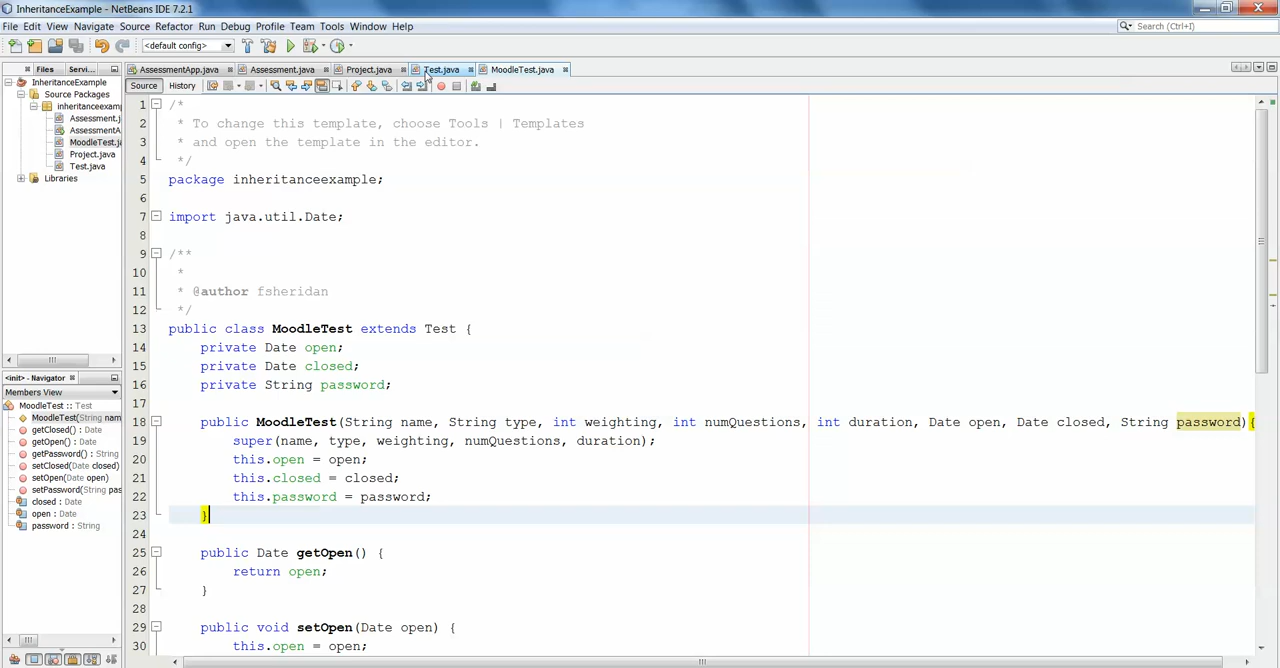 InheritanceExample - NetBeans IDE 7.2.1
File Edit View Navigate Source Refactor Run Debug Profile Team Tools Window Help
Search (Ctrl+I)
<default config>
Files Servi...
AssessmentApp.java Assessment.java Project.java Test.java MoodleTest.java
Source History
InheritanceExample
Source Packages
inheritanceexamp
Assessment.j
AssessmentA
MoodleTest.ja
Project.java
Test.java
Libraries
<init> - Navigator
Members View
MoodleTest :: Test
MoodleTest(String nam
getClosed() : Date
getOpen() : Date
getPassword() : String
setClosed(Date closed)
setOpen(Date open)
setPassword(String pas
closed : Date
open : Date
password : String
1 /*
2 * To change this template, choose Tools | Templates
3 * and open the template in the editor.
4 */
5 package inheritanceexample;
6
7 import java.util.Date;
8
9 /**
10 *
11 * @author fsheridan
12 */
13 public class MoodleTest extends Test {
14 private Date open;
15 private Date closed;
16 private String password;
17
18 public MoodleTest(String name, String type, int weighting, int numQuestions, int duration, Date open, Date closed, String password){
19 super(name, type, weighting, numQuestions, duration);
20 this.open = open;
21 this.closed = closed;
22 this.password = password;
23 }
24
25 public Date getOpen() {
26 return open;
27 }
28
29 public void setOpen(Date open) {
30 this.open = open;